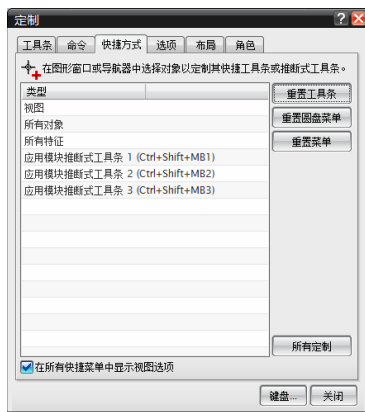 定制
工具条 命令 快捷方式 选项 布局 角色
在图形窗口或导航器中选择对象以定制其快捷工具条或推断式工具条。
类型
视图
所有对象
所有特征
应用模块推断式工具条 1 (Ctrl+Shift+MB1)
应用模块推断式工具条 2 (Ctrl+Shift+MB2)
应用模块推断式工具条 3 (Ctrl+Shift+MB3)
重置工具条
重置圆盘菜单
重置菜单
所有定制
在所有快捷菜单中显示视图选项
键盘... 关闭